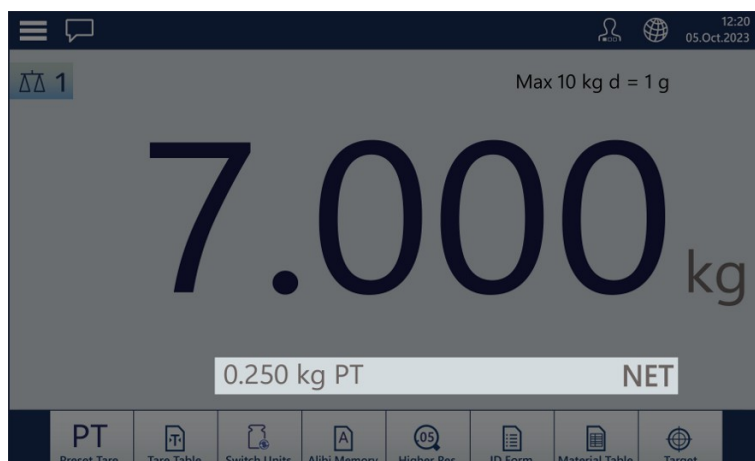 12:20
05.Oct.2023
1
Max 10 kg d = 1 g
7.000 kg
0.250 kg PT NET
PT
Preset Tare
Tare Table
Switch Units
Alibi Memory
Higher Res.
ID Form
Material Table
Target